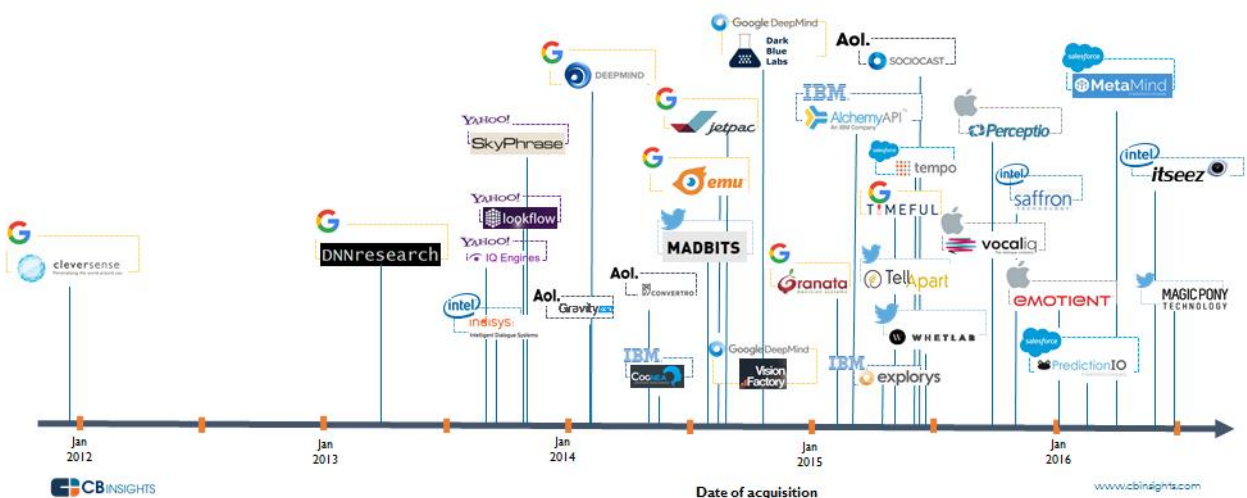 Google DeepMind
Dark
Blue
Labs
Aol.
SOCIOCAST
salesforce
MetaMind
G
DEEPMIND
YAHOO!
SkyPhrase
G
jetpac
IBM
AlchemyAPI
An IBM Company
Perceptio
salesforce
tempo
intel
itseez
G
emu
G
TIMEFUL
intel
saffron
TECHNOLOGY
YAHOO!
lookflow
MADBITS
vocaliq
G
cleversense
G
DNNresearch
YAHOO!
IQ Engines
Aol.
CONVERTRO
G
Granata
TellApart
EMOTIENT
MAGIC PONY
TECHNOLOGY
intel
indisys
Intelligent Dialogue Systems
Aol.
Gravity
WHETLAB
IBM
COGNEA
Google DeepMind
Vision
Factory
IBM
explorys
salesforce
PredictionIO
Jan
2012
Jan
2013
Jan
2014
Jan
2015
Jan
2016
CBINSIGHTS
Date of acquisition
www.cbinsights.com